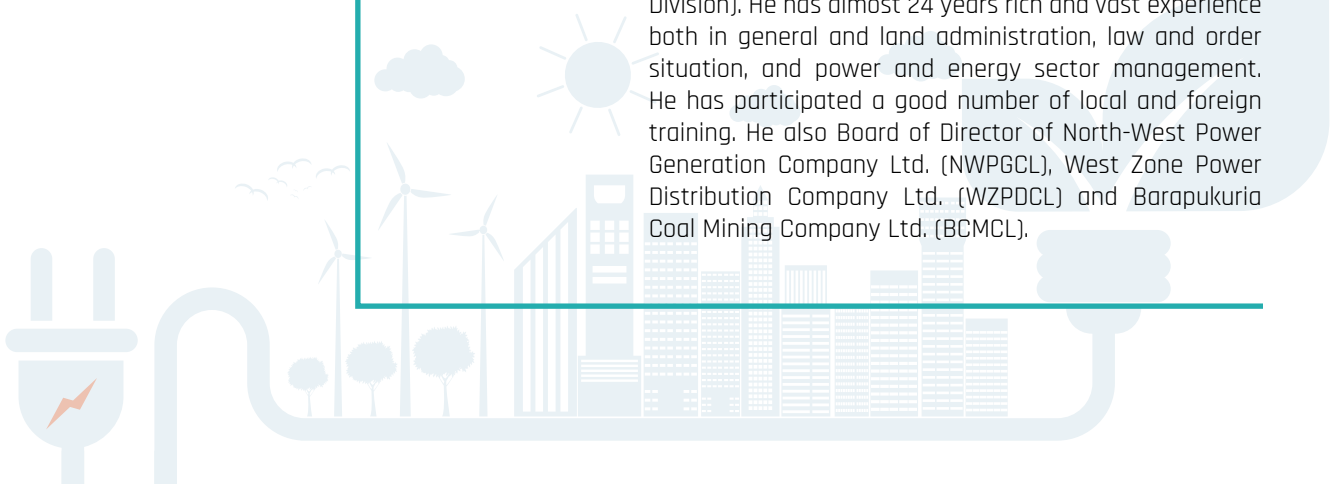 Division). He has almost 24 years rich and vast experience
both in general and land administration, law and order
situation, and power and energy sector management.
He has participated a good number of local and foreign
training. He also Board of Director of North-West Power
Generation Company Ltd. (NWPGCL), West Zone Power
Distribution Company Ltd. (WZPDCL) and Barapukuria
Coal Mining Company Ltd. (BCMCL).